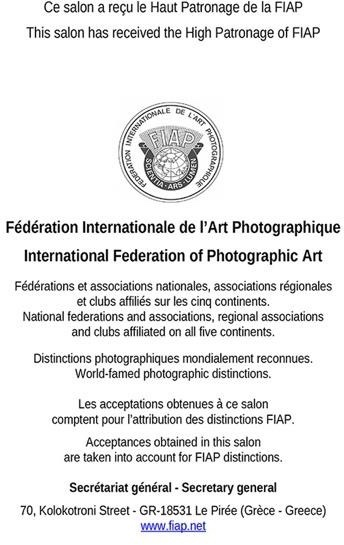 Ce salon a reçu le Haut Patronage de la FIAP
This salon has received the High Patronage of FIAP
FÉDÉRATION INTERNATIONALE DE L'ART PHOTOGRAPHIQUE
FIAP
SCIENTIA-ARS-LUMEN
Fédération Internationale de l’Art Photographique
International Federation of Photographic Art
Fédérations et associations nationales, associations régionales
et clubs affiliés sur les cinq continents.
National federations and associations, regional associations
and clubs affiliated on all five continents.
Distinctions photographiques mondialement reconnues.
World-famed photographic distinctions.
Les acceptations obtenues à ce salon
comptent pour l’attribution des distinctions FIAP.
Acceptances obtained in this salon
are taken into account for FIAP distinctions.
Secrétariat général - Secretary general
70, Kolokotroni Street - GR-18531 Le Pirée (Grèce - Greece)
www.fiap.net